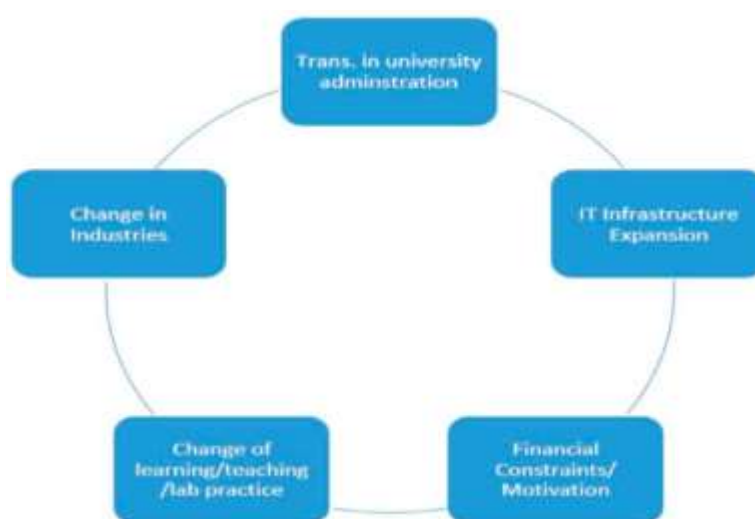 Trans. in university
adminstration
IT Infrastructure
Expansion
Financial
Constraints/
Motivation
Change of
learning/teaching
/lab practice
Change in
Industries